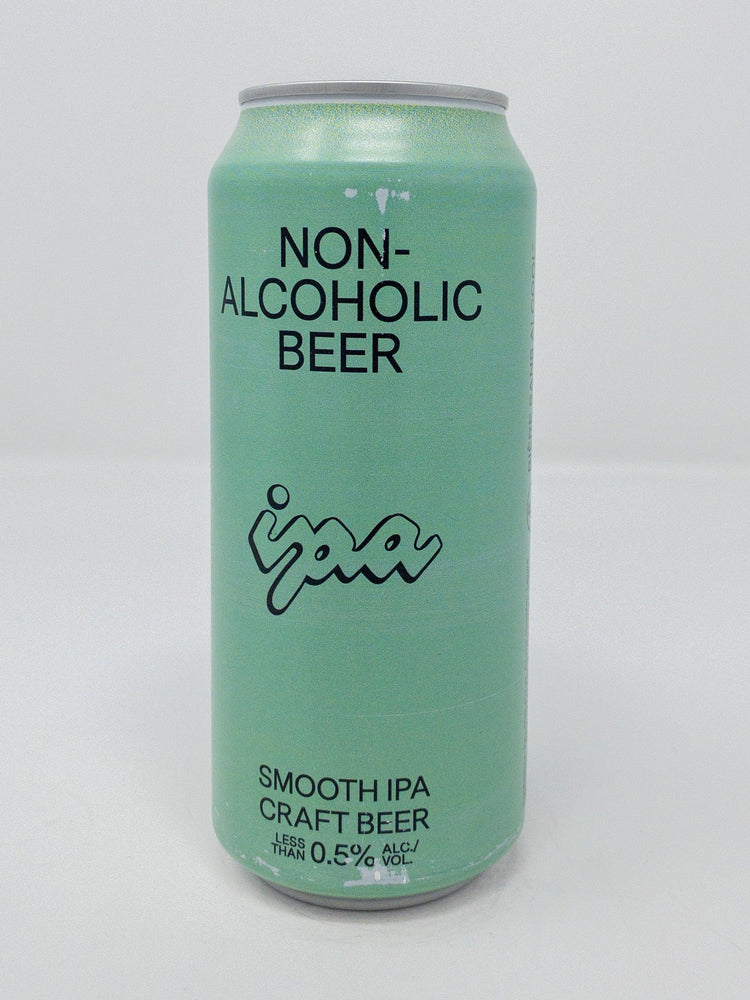 NON-
ALCOHOLIC
BEER
ipa
SMOOTH IPA
CRAFT BEER
LESS
THAN 0.5% ALC./
VOL.